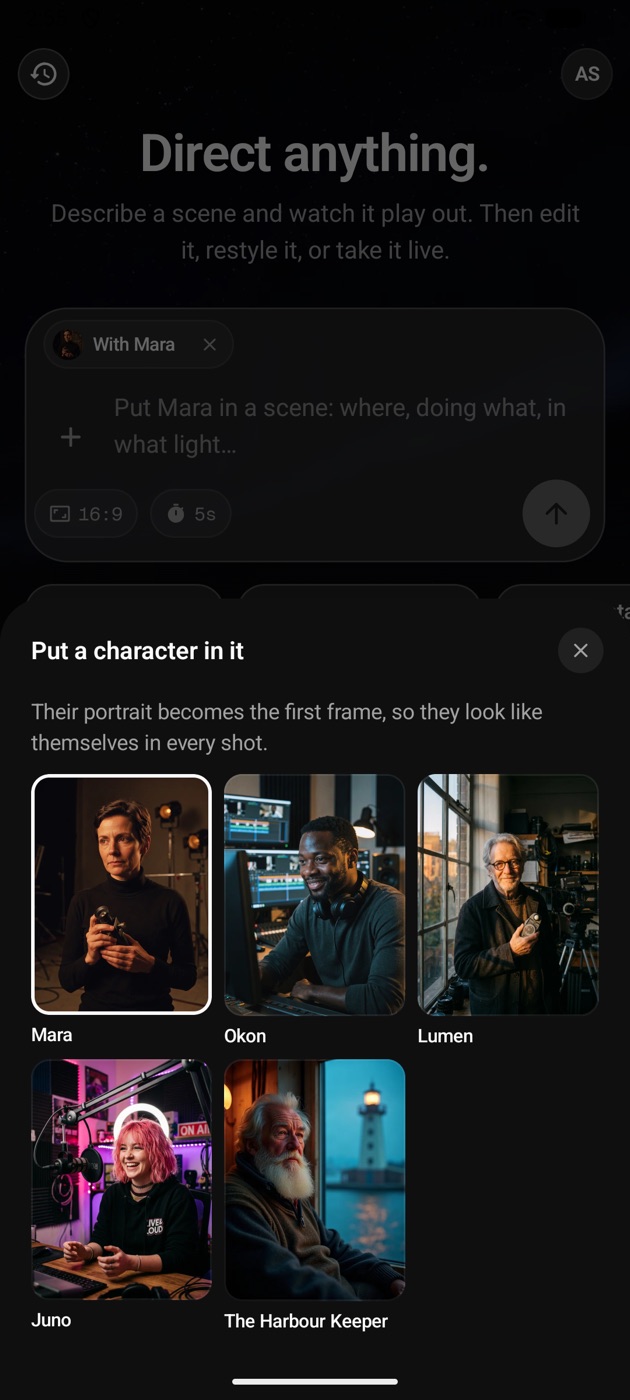 AS
Direct anything.
Describe a scene and watch it play out. Then edit
it, restyle it, or take it live.
With Mara
Put Mara in a scene: where, doing what, in
what light…
16:9
5s
Put a character in it
Their portrait becomes the first frame, so they look like
themselves in every shot.
Mara
Okon
Lumen
ON AI
Juno
The Harbour Keeper